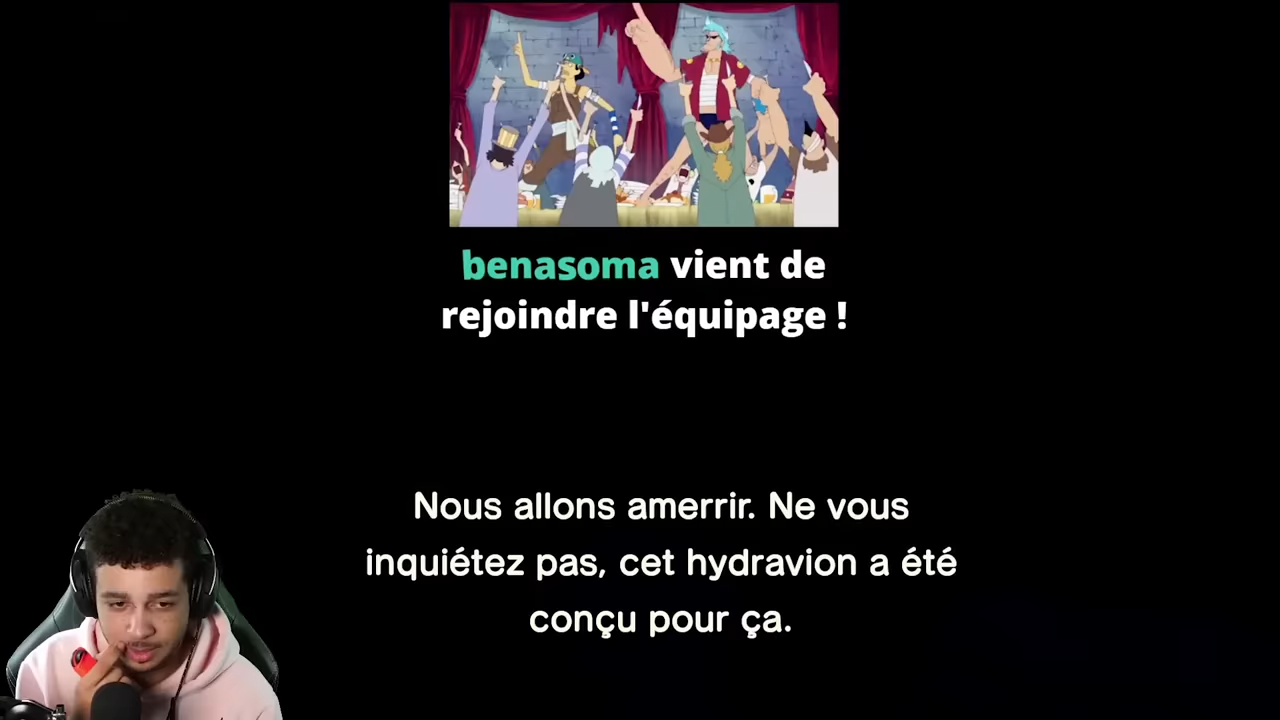 benasoma vient de
rejoindre l'équipage !
Nous allons amerrir. Ne vous
inquiétez pas, cet hydravion a été
conçu pour ça.